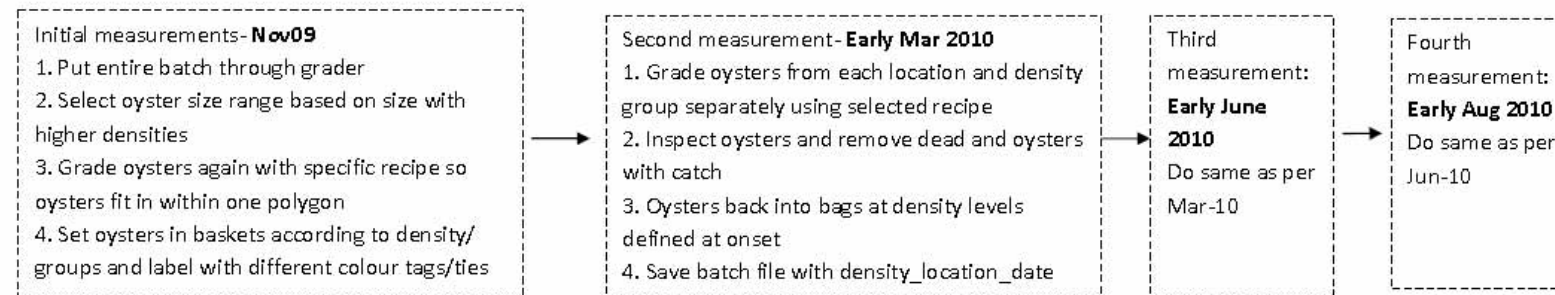 Initial measurements- Nov09
1. Put entire batch through grader
2. Select oyster size range based on size with
higher densities
3. Grade oysters again with specific recipe so
oysters fit in within one polygon
4. Set oysters in baskets according to density/
groups and label with different colour tags/ties
Second measurement- Early Mar 2010
1. Grade oysters from each location and density
group separately using selected recipe
2. Inspect oysters and remove dead and oysters
with catch
3. Oysters back into bags at density levels
defined at onset
4. Save batch file with density_location_date
Third
measurement:
Early June
2010
Do same as per
Mar-10
Fourth
measurement:
Early Aug 2010
Do same as per
Jun-10